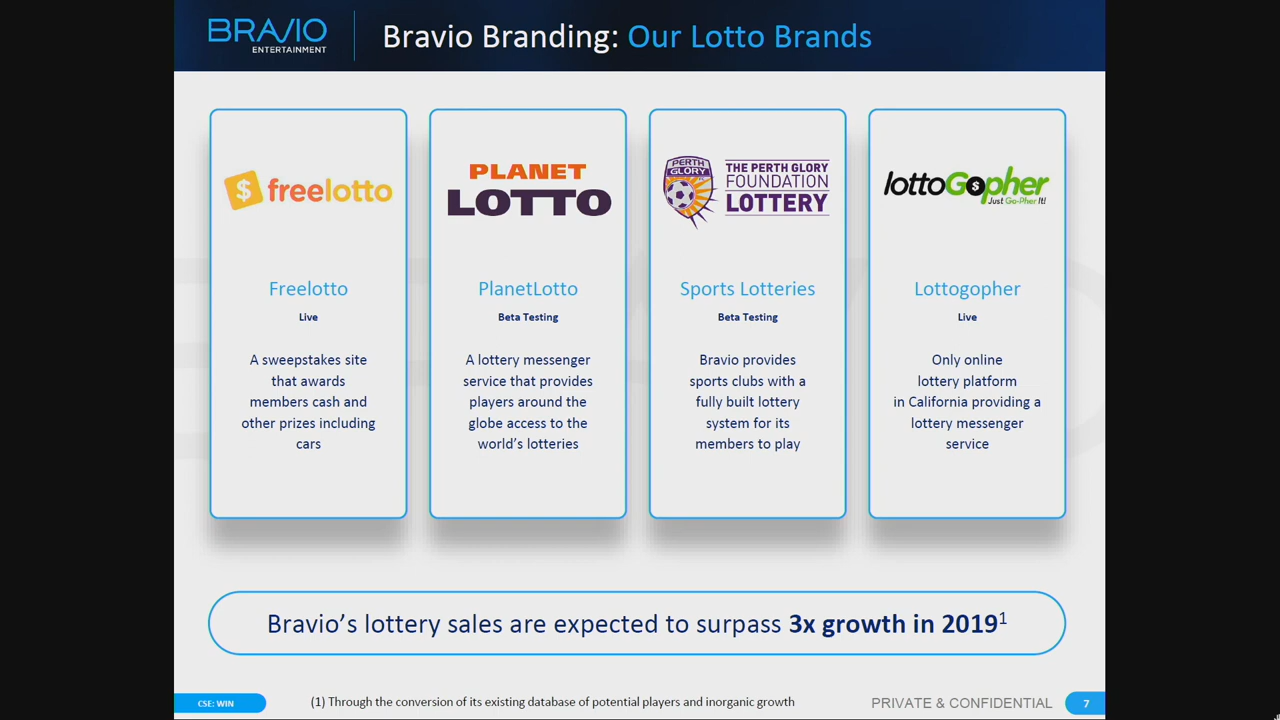 BRAVIO
ENTERTAINMENT
Bravio Branding: Our Lotto Brands
$ freelotto
Freelotto
Live
A sweepstakes site
that awards
members cash and
other prizes including
cars
PLANET
LOTTO
PlanetLotto
Beta Testing
A lottery messenger
service that provides
players around the
globe access to the
world's lotteries
PERTH
GLORY
THE PERTH GLORY
FOUNDATION
LOTTERY
Sports Lotteries
Beta Testing
Bravio provides
sports clubs with a
fully built lottery
system for its
members to play
lottoGopher
$
Just Go-Pher It!
Lottogopher
Live
Only online
lottery platform
in California providing a
lottery messenger
service
Bravio's lottery sales are expected to surpass 3x growth in 2019¹
CSE: WIN
(1) Through the conversion of its existing database of potential players and inorganic growth
PRIVATE & CONFIDENTIAL
7